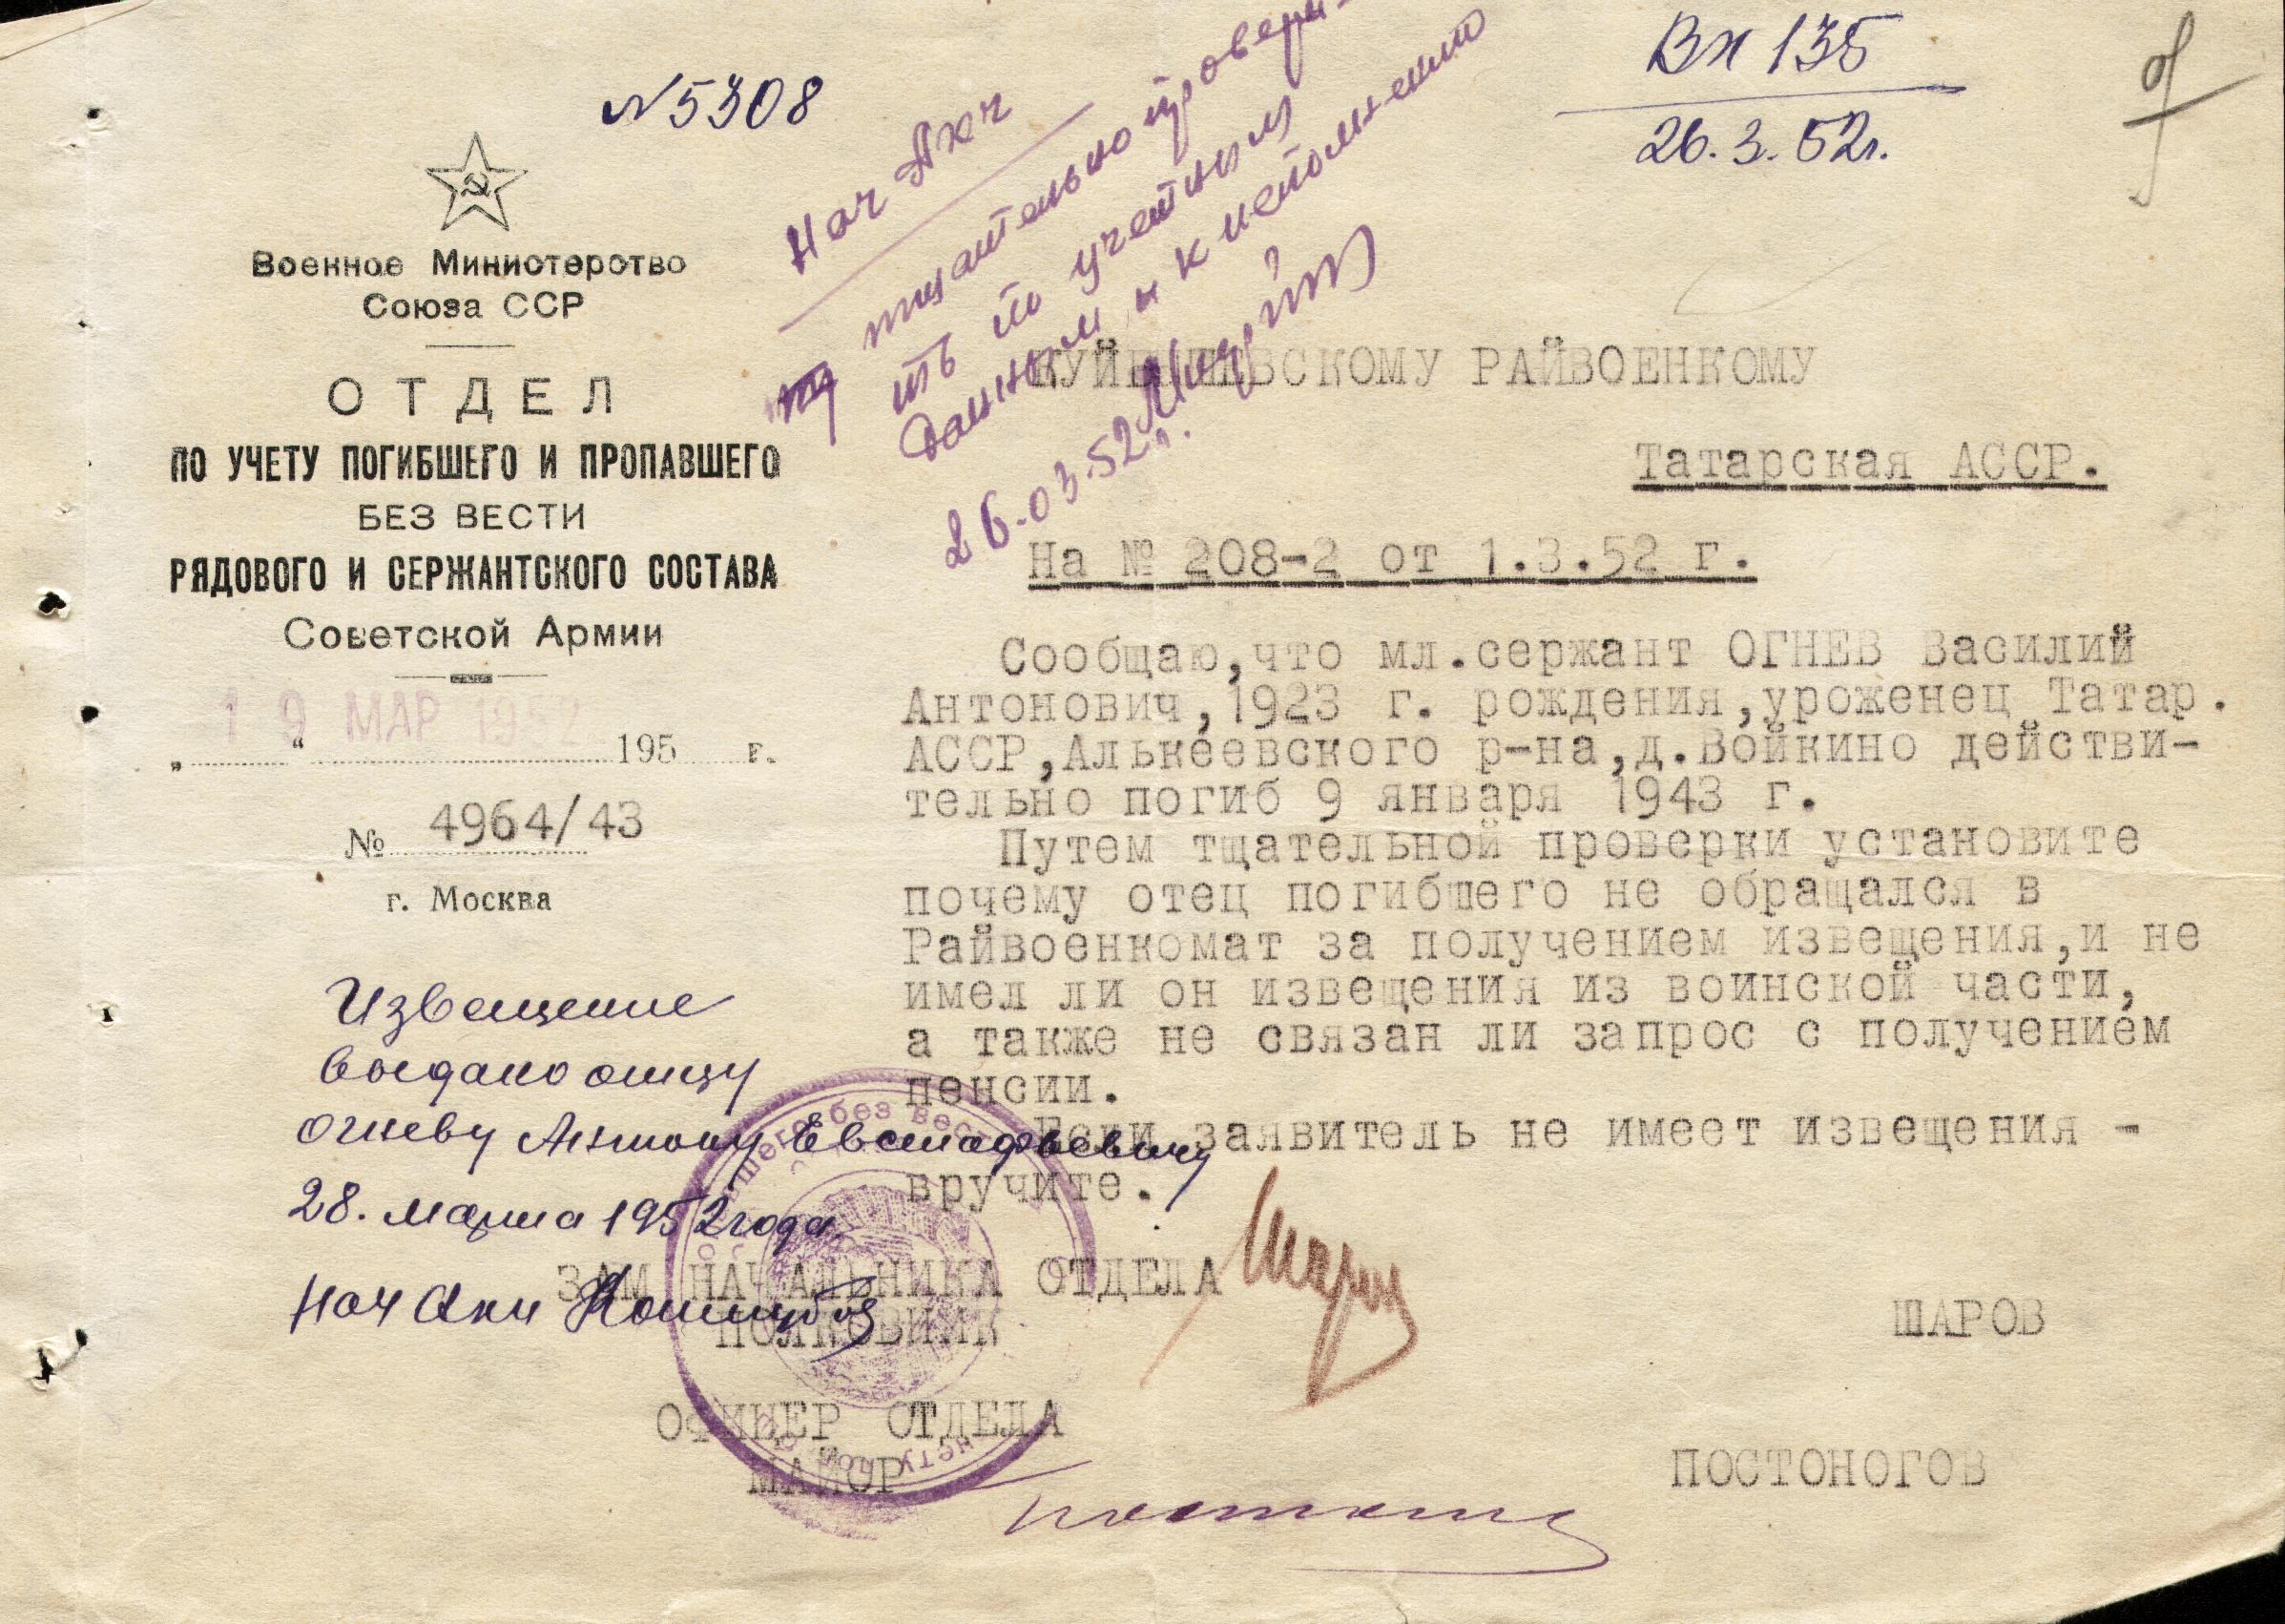 №5308
Вх 135
26.3.52г.
Нач
тщательно провери-
ть по учетным
данным и к исполнению
26.03.52г.
Военное Министерство
Союза ССР
ОТДЕЛ
ПО УЧЕТУ ПОГИБШЕГО И ПРОПАВШЕГО
БЕЗ ВЕСТИ
РЯДОВОГО И СЕРЖАНТСКОГО СОСТАВА
Советской Армии
19 МАР 1952
„ “ 195 г.
№ 4964/43
г. Москва
КУЙБЫШЕВСКОМУ РАЙВОЕНКОМУ
Татарская АССР.
На № 208-2 от 1.3.52 г.
Сообщаю,что мл.сержант ОГНЕВ Василий
Антонович,1923 г. рождения,уроженец Татар.
АССР,Алькеевского р-на,д.Войкино действи-
тельно погиб 9 января 1943 г.
Путем тщательной проверки установите
почему отец погибшего не обращался в
Райвоенкомат за получением извещения,и не
имел ли он извещения из воинской части,
а также не связан ли запрос с получением
пенсии.
Если заявитель не имеет извещения -
вручите.
Извещение
выдано отцу
Огневу Антону Евстафьевичу
28. марта 1952 года
Нач
ЗАМ НАЧАЛЬНИКА ОТДЕЛА
ПОЛКОВНИК
ШАРОВ
ОФИЦЕР ОТДЕЛА
МАЙОР
ПОСТОНОГОВ